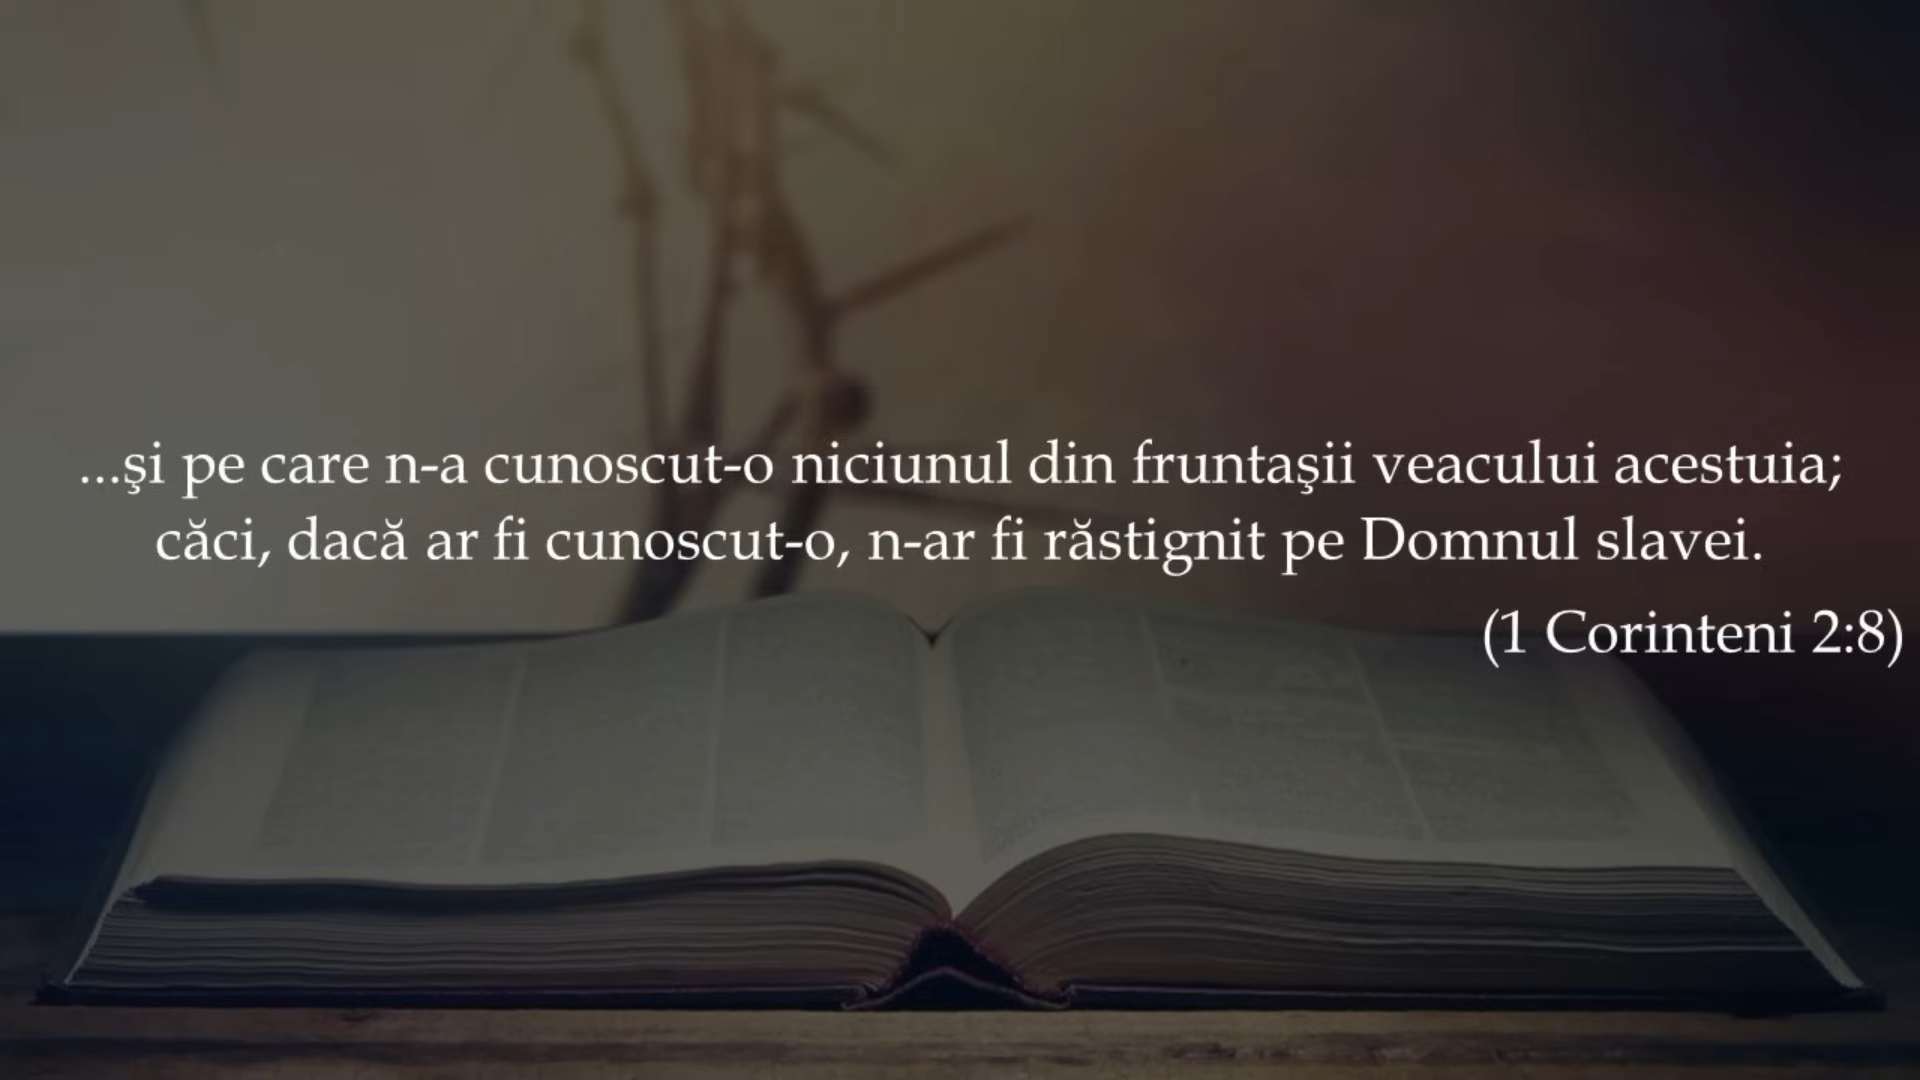 ...şi pe care n-a cunoscut-o niciunul din fruntaşii veacului acestuia;
căci, dacă ar fi cunoscut-o, n-ar fi răstignit pe Domnul slavei.
(1 Corinteni 2:8)